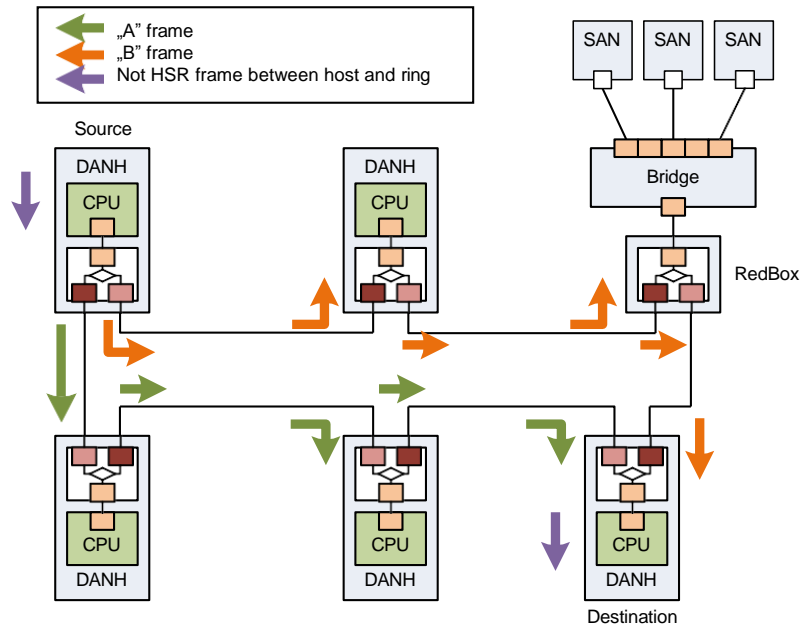 „A” frame
„B” frame
Not HSR frame between host and ring
SAN SAN SAN
Source
DANH DANH
CPU CPU
Bridge
RedBox
CPU CPU CPU
DANH DANH DANH
Destination